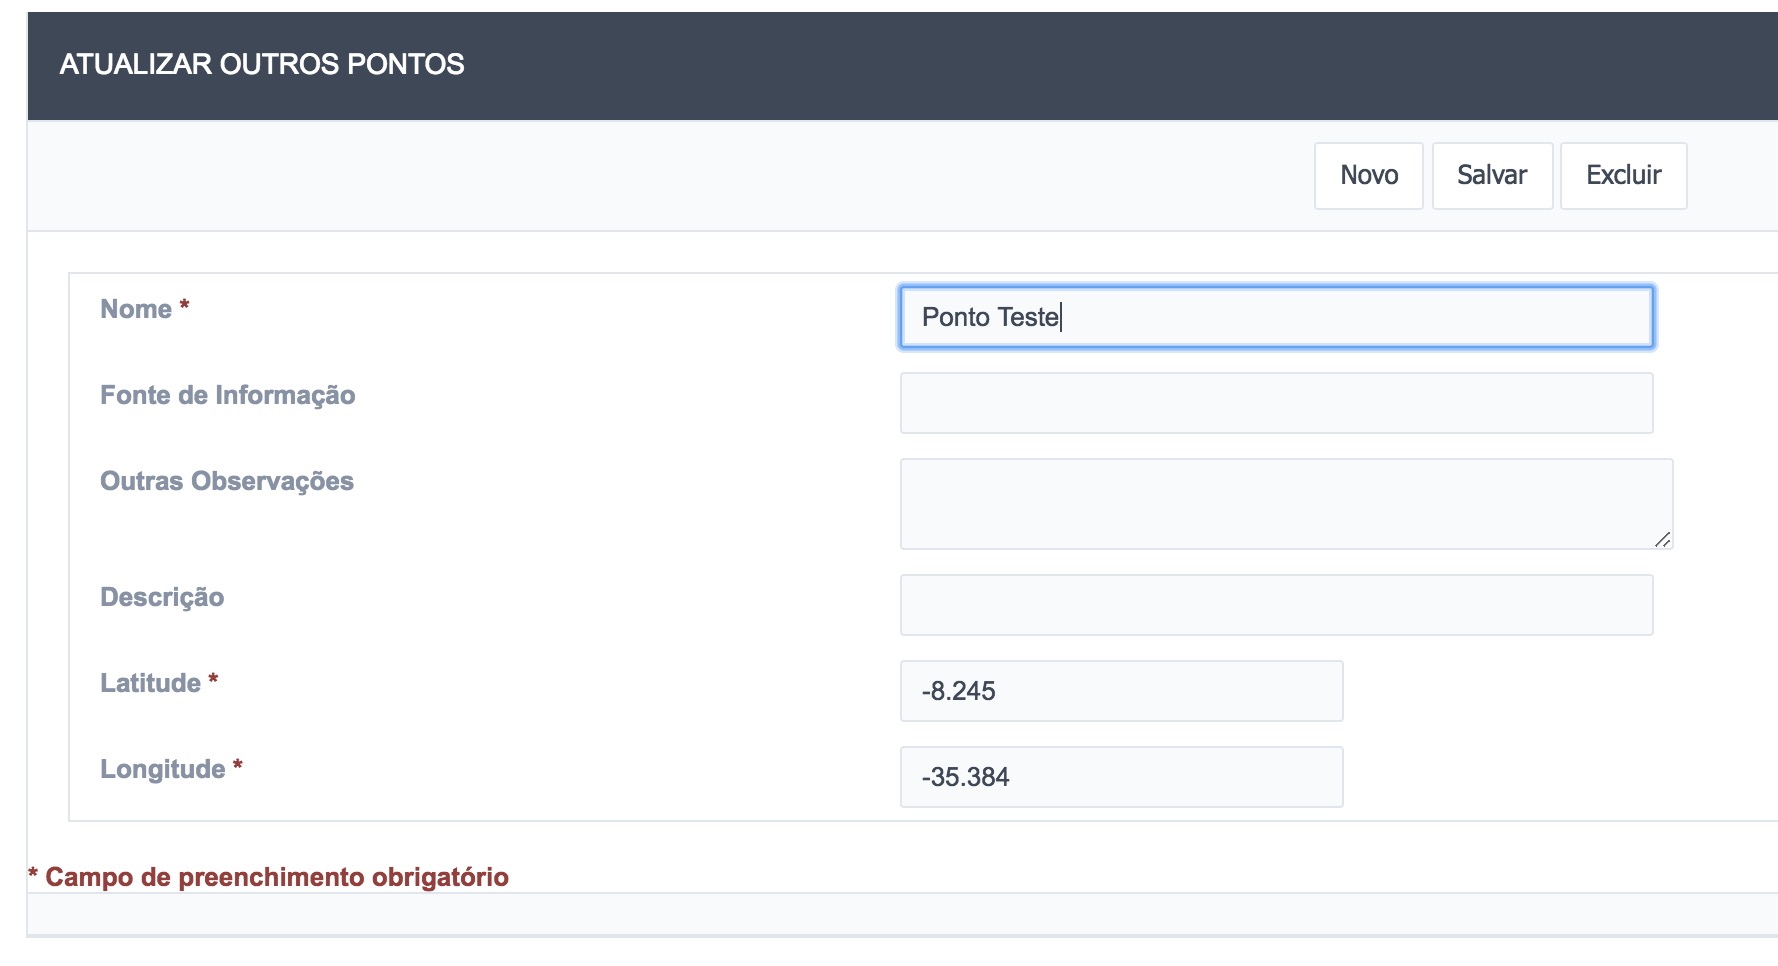 ATUALIZAR OUTROS PONTOS
Novo Salvar Excluir
Nome * Ponto Teste
Fonte de Informação
Outras Observações
Descrição
Latitude * -8.245
Longitude * -35.384
* Campo de preenchimento obrigatório